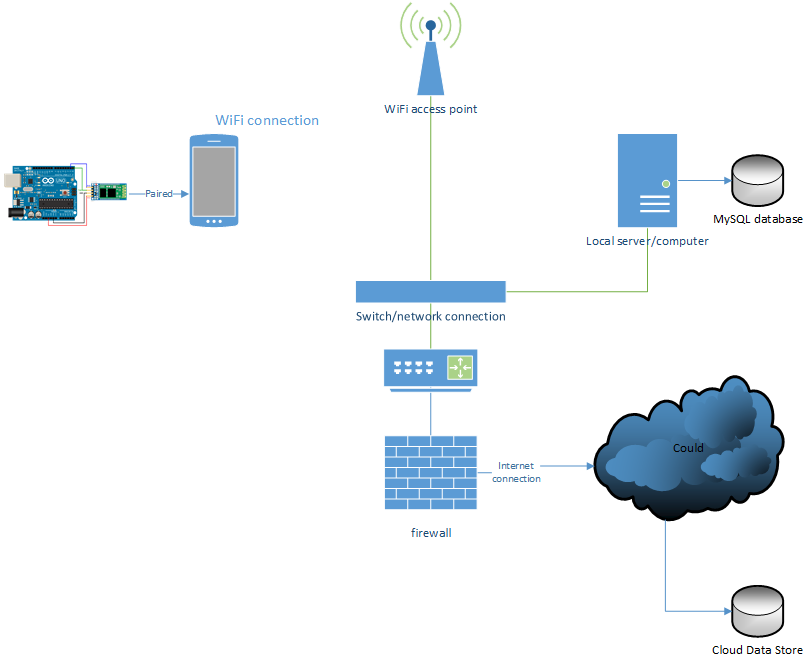 WiFi access point
WiFi connection
UNO
Paired
MySQL database
Local server/computer
Switch/network connection
Could
Internet
connection
firewall
Cloud Data Store